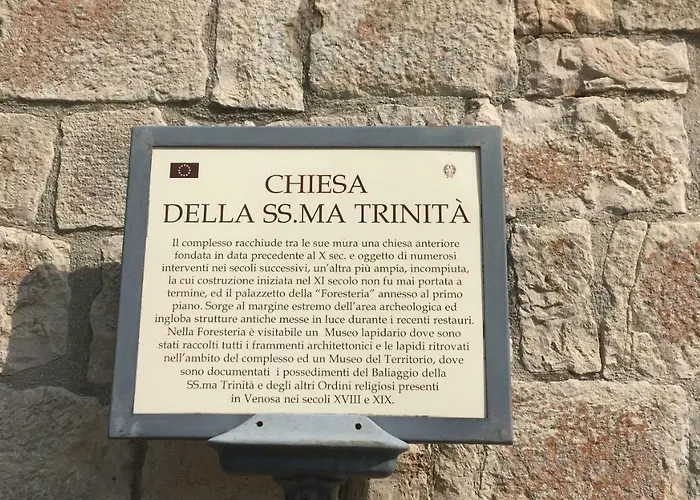 CHIESA
DELLA SS.MA TRINITÀ
Il complesso racchiude tra le sue mura una chiesa anteriore
fondata in data precedente al X sec. e oggetto di numerosi
interventi nei secoli successivi, un'altra più ampia, incompiuta,
la cui costruzione iniziata nel XI secolo non fu mai portata a
termine, ed il palazzetto della "Foresteria" annesso al primo
piano. Sorge al margine estremo dell'area archeologica ed
ingloba strutture antiche messe in luce durante i recenti restauri.
Nella Foresteria è visitabile un Museo lapidario dove sono
stati raccolti tutti i frammenti architettonici e le lapidi ritrovati
nell'ambito del complesso ed un Museo del Territorio, dove
sono documentati i possedimenti del Baliaggio della
SS.ma Trinità e degli altri Ordini religiosi presenti
in Venosa nei secoli XVIII e XIX.